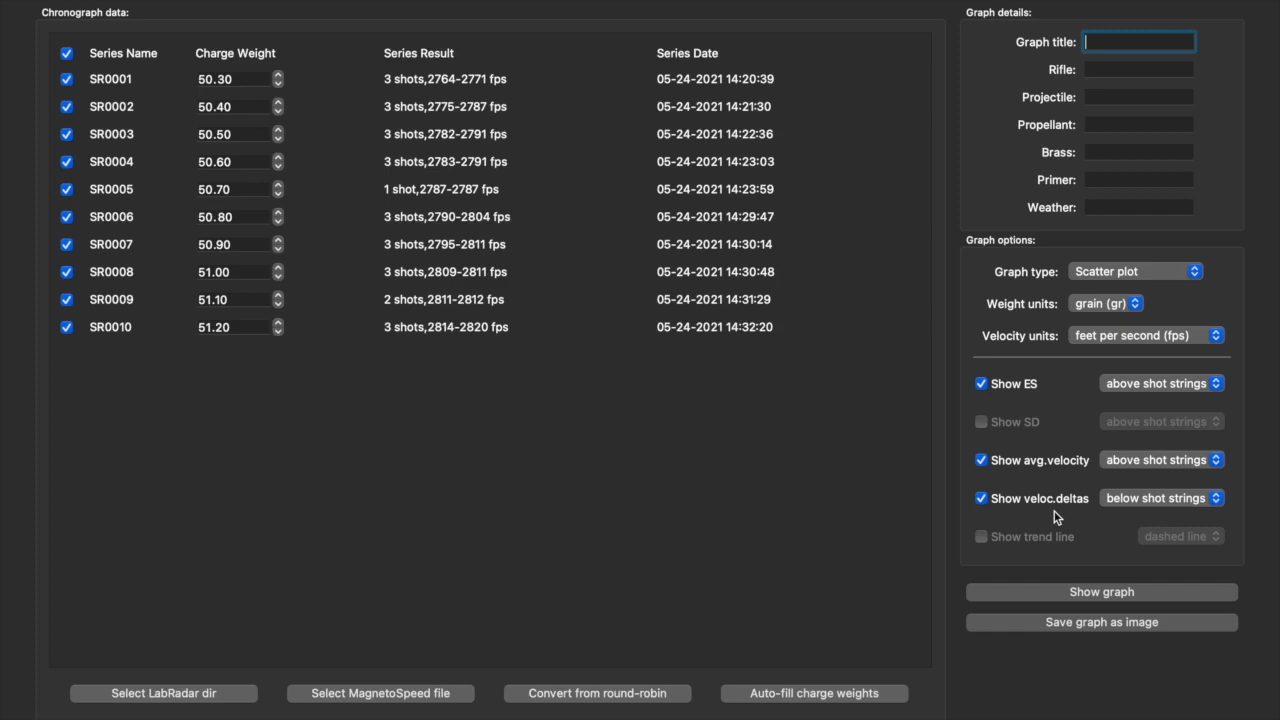 Chronograph data:
Series Name Charge Weight Series Result Series Date
SR0001 50.30 3 shots,2764-2771 fps 05-24-2021 14:20:39
SR0002 50.40 3 shots,2775-2787 fps 05-24-2021 14:21:30
SR0003 50.50 3 shots,2782-2791 fps 05-24-2021 14:22:36
SR0004 50.60 3 shots,2783-2791 fps 05-24-2021 14:23:03
SR0005 50.70 1 shot,2787-2787 fps 05-24-2021 14:23:59
SR0006 50.80 3 shots,2790-2804 fps 05-24-2021 14:29:47
SR0007 50.90 3 shots,2795-2811 fps 05-24-2021 14:30:14
SR0008 51.00 3 shots,2809-2811 fps 05-24-2021 14:30:48
SR0009 51.10 2 shots,2811-2812 fps 05-24-2021 14:31:29
SR0010 51.20 3 shots,2814-2820 fps 05-24-2021 14:32:20
Select LabRadar dir Select MagnetoSpeed file Convert from round-robin Auto-fill charge weights
Graph details:
Graph title:
Rifle:
Projectile:
Propellant:
Brass:
Primer:
Weather:
Graph options:
Graph type: Scatter plot
Weight units: grain (gr)
Velocity units: feet per second (fps)
Show ES above shot strings
Show SD above shot strings
Show avg.velocity above shot strings
Show veloc.deltas below shot strings
Show trend line dashed line
Show graph
Save graph as image